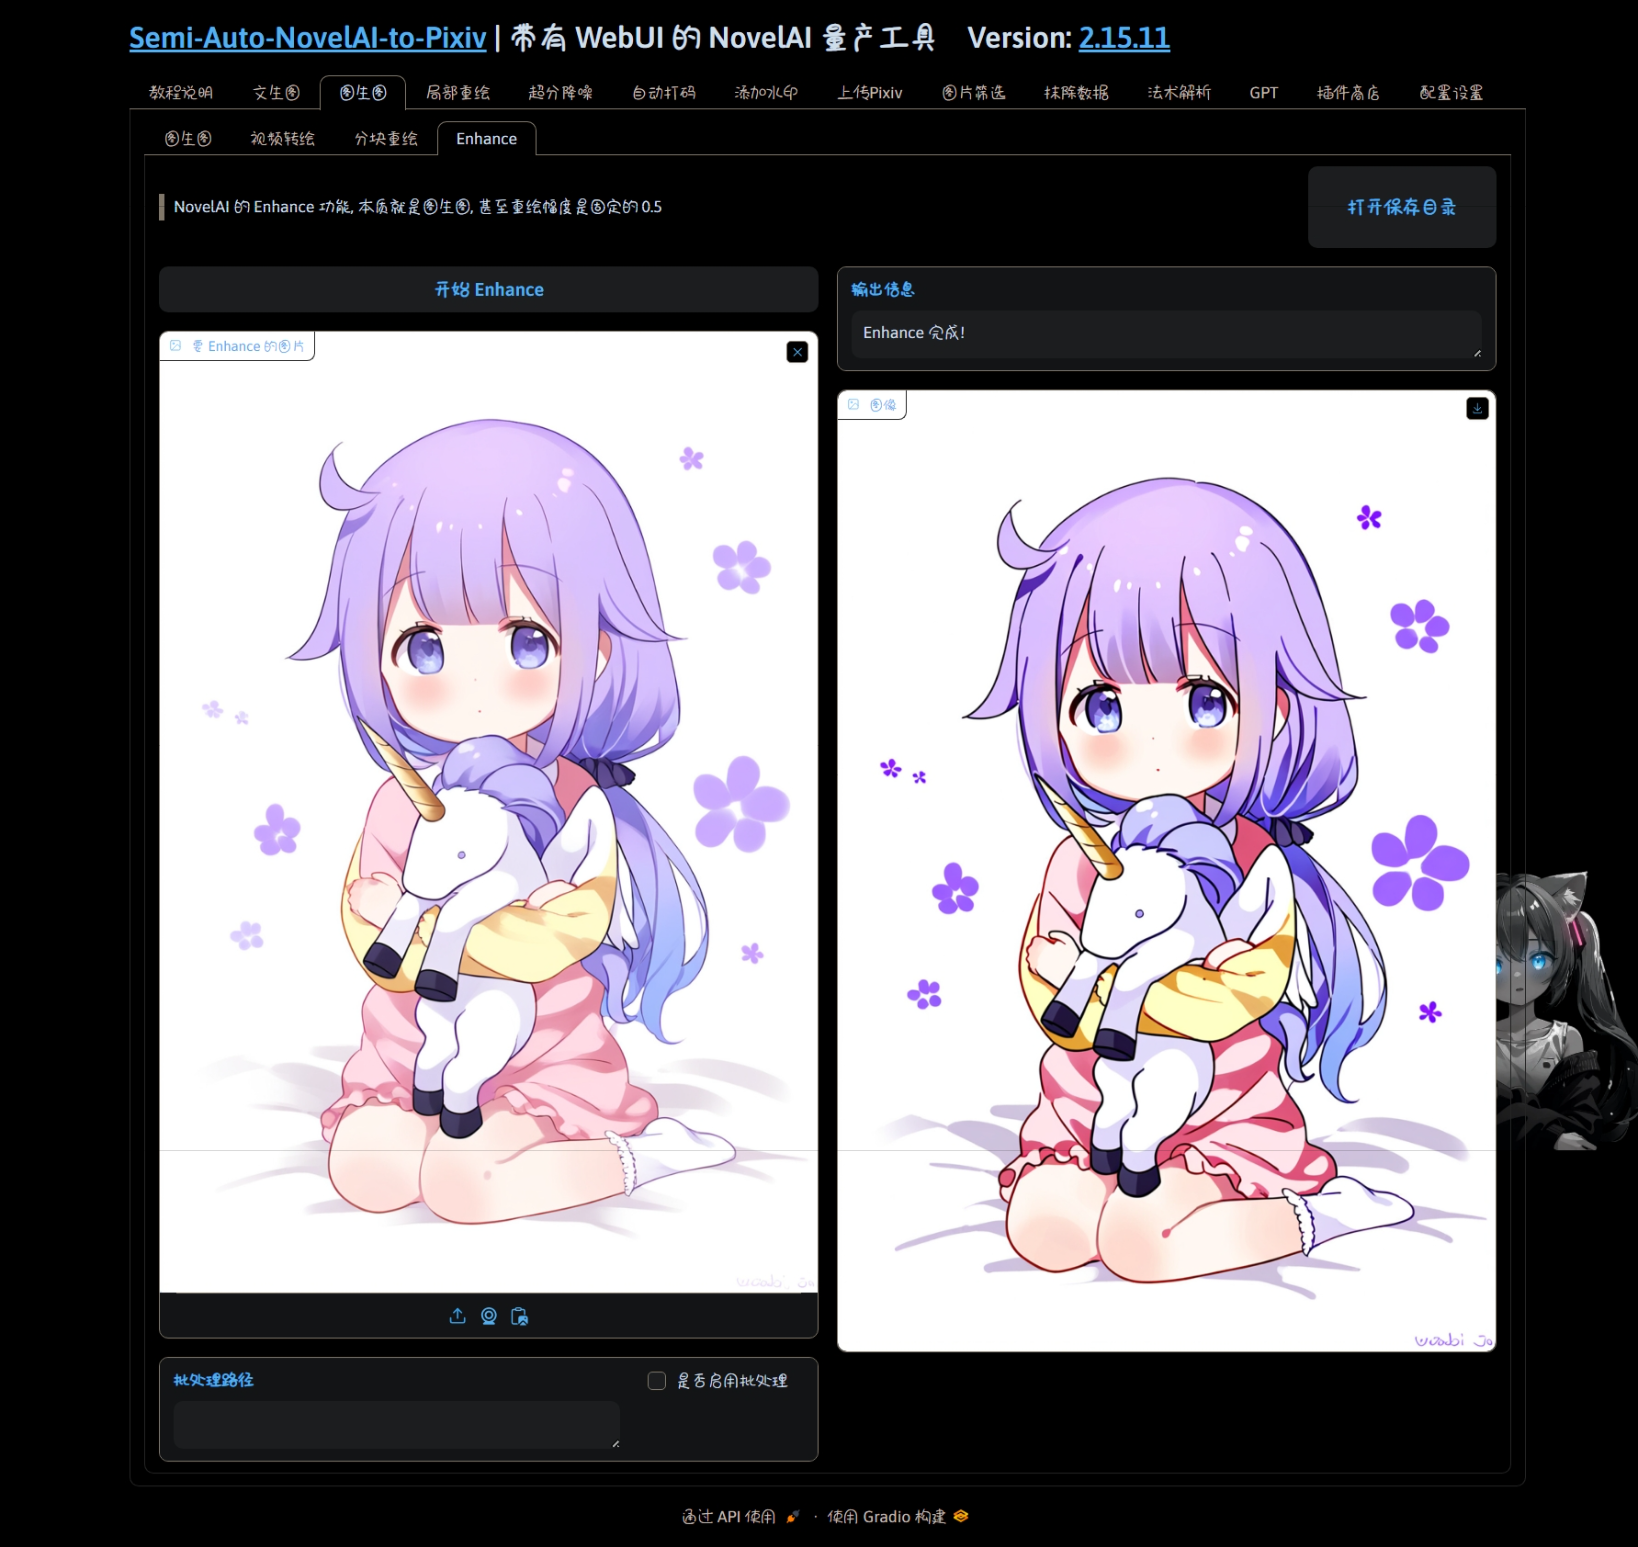 Semi-Auto-NovelAI-to-Pixiv | 带有 WebUI 的 NovelAI 量产工具 Version: 2.15.11
教程说明 文生图 图生图 局部重绘 超分降噪 自动打码 添加水印 上传Pixiv 图片筛选 抹除数据 法术解析 GPT 插件商店 配置设置
图生图 视频转绘 分块重绘 Enhance
NovelAI 的 Enhance 功能, 本质就是图生图, 甚至重绘幅度是固定的 0.5
打开保存目录
开始 Enhance
输出信息
Enhance 完成!
要 Enhance 的图片
图像
批处理路径
是否启用批处理
通过 API 使用 · 使用 Gradio 构建